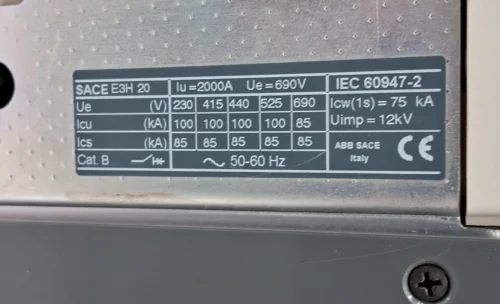 SACE E3H 20 Iu=2000A Ue=690V IEC 60947-2
Ue (V) 230 415 440 525 690 Icw(1s)=75 kA
Icu (kA) 100 100 100 100 85 Uimp=12kV
Ics (kA) 85 85 85 85 85 ABB SACE
Italy CE
Cat. B ~ 50-60 Hz